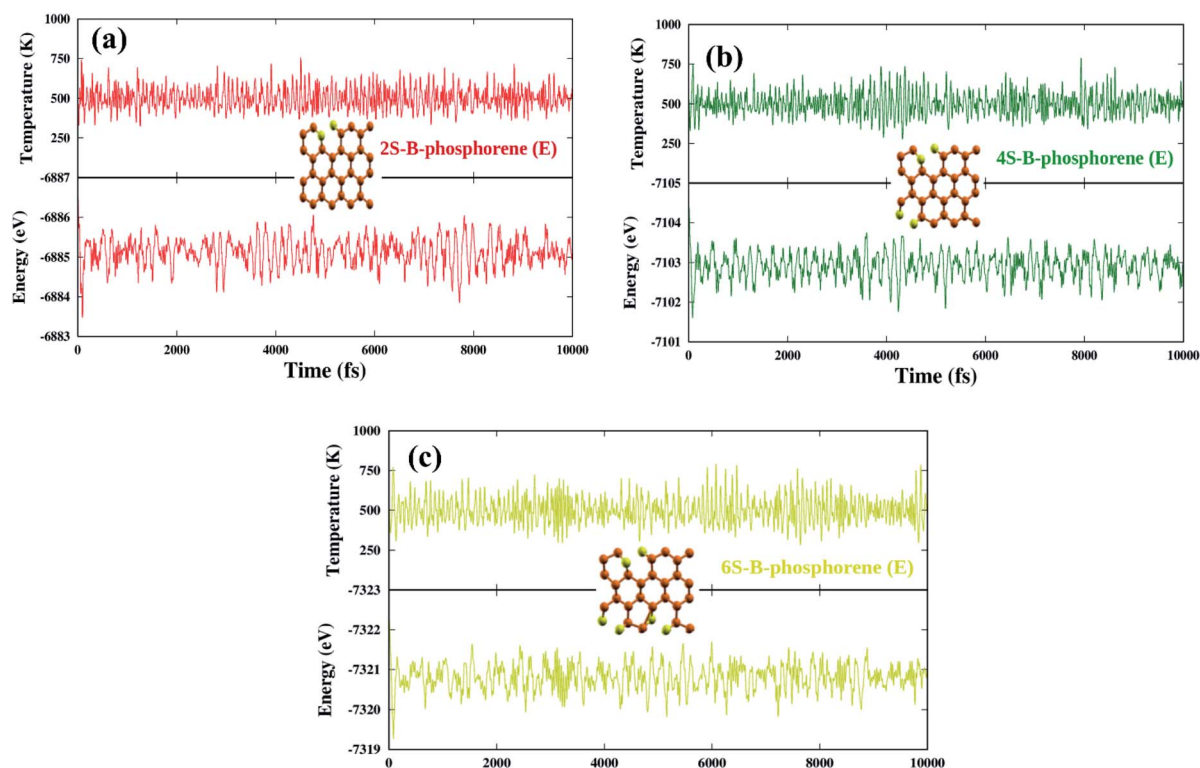 (a)
Temperature (K)
1000
750
500
250
-6887
2S-B-phosphorene (E)
Energy (eV)
-6886
-6885
-6884
-6883
0 2000 4000 6000 8000 10000
Time (fs)
(b)
Temperature (K)
1000
750
500
250
-7105
4S-B-phosphorene (E)
Energy (eV)
-7104
-7103
-7102
-7101
0 2000 4000 6000 8000 10000
Time (fs)
(c)
Temperature (K)
1000
750
500
250
-7323
6S-B-phosphorene (E)
Energy (eV)
-7322
-7321
-7320
-7319
0 2000 4000 6000 8000 10000
Time (fs)